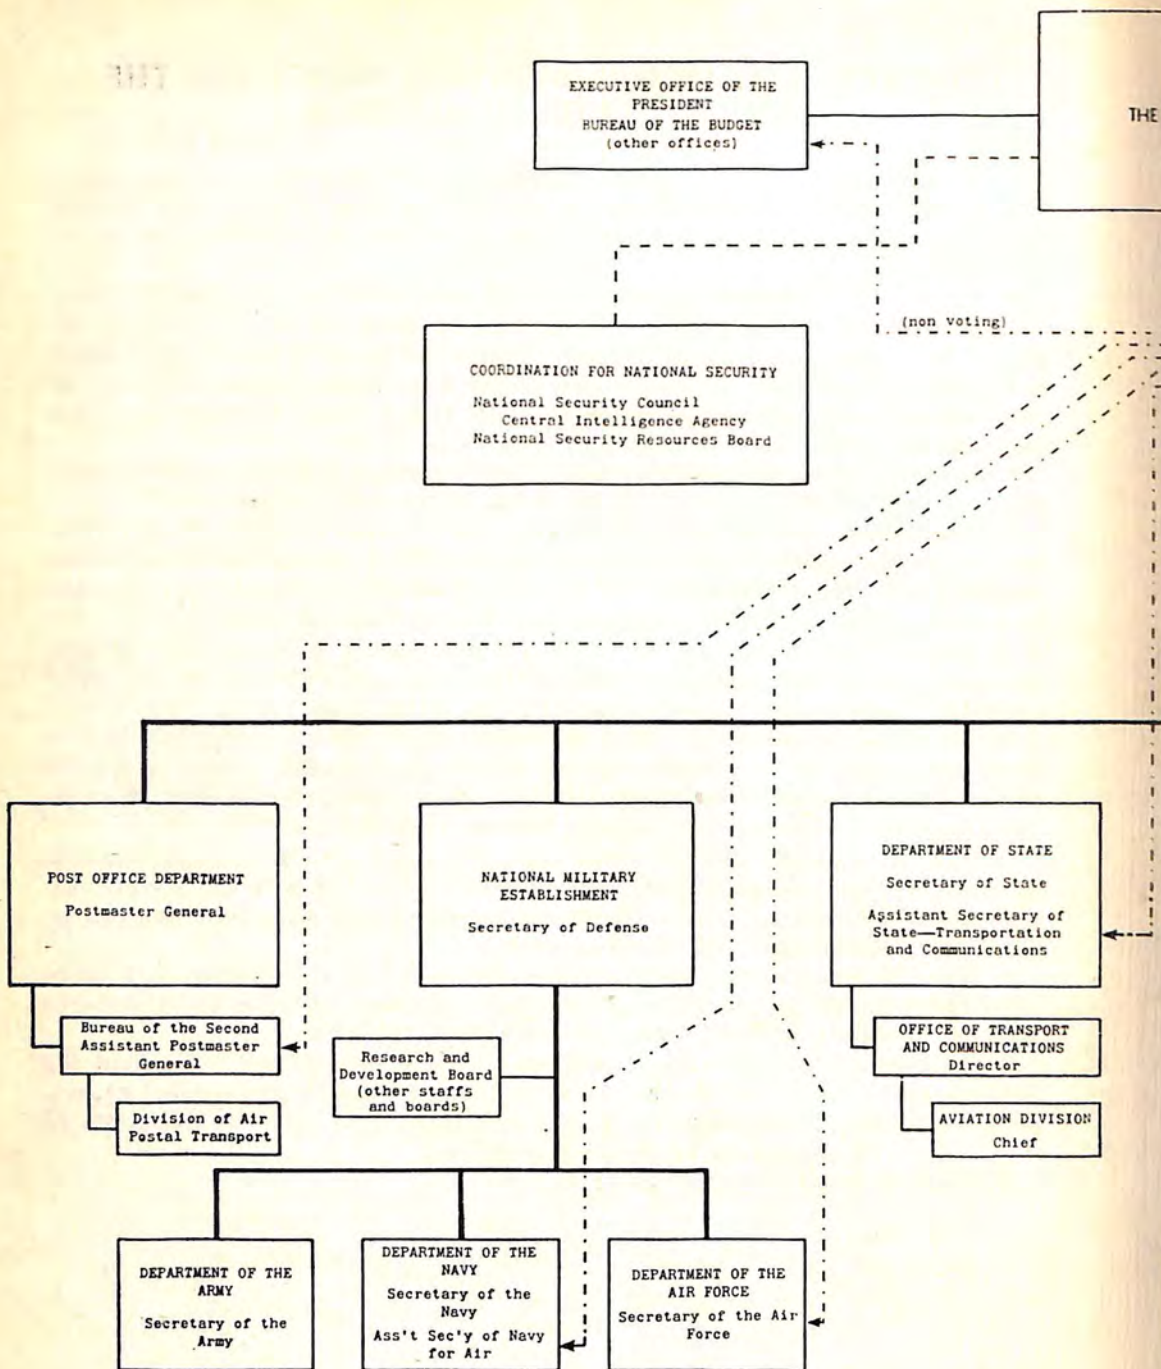 THE
EXECUTIVE OFFICE OF THE
PRESIDENT
BUREAU OF THE BUDGET
(other offices)
THE
(non voting)
COORDINATION FOR NATIONAL SECURITY
National Security Council
Central Intelligence Agency
National Security Resources Board
POST OFFICE DEPARTMENT
Postmaster General
Bureau of the Second
Assistant Postmaster
General
Division of Air
Postal Transport
NATIONAL MILITARY
ESTABLISHMENT
Secretary of Defense
Research and
Development Board
(other staffs
and boards)
DEPARTMENT OF STATE
Secretary of State
Assistant Secretary of
State—Transportation
and Communications
OFFICE OF TRANSPORT
AND COMMUNICATIONS
Director
AVIATION DIVISION
Chief
DEPARTMENT OF THE
ARMY
Secretary of the
Army
DEPARTMENT OF THE
NAVY
Secretary of the
Navy
Ass't Sec'y of Navy
for Air
DEPARTMENT OF THE
AIR FORCE
Secretary of the Air
Force